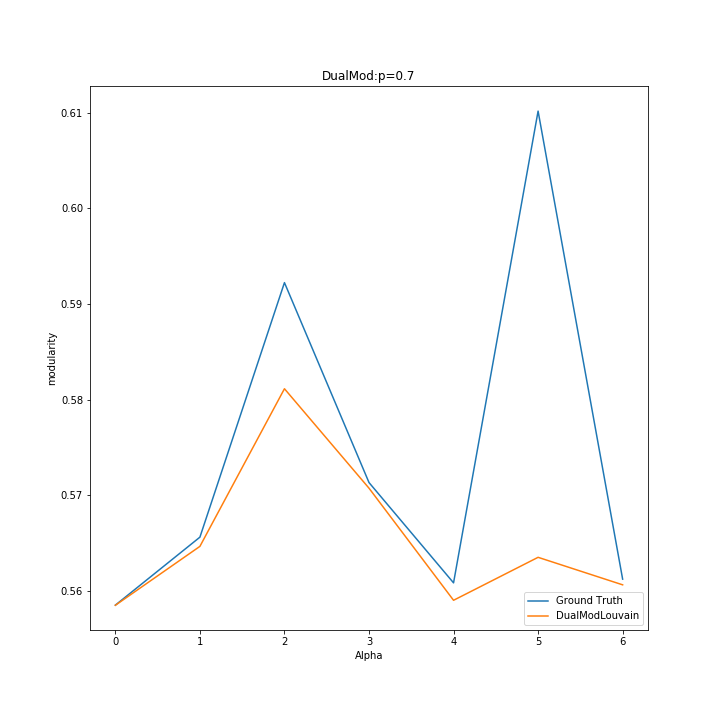 DualMod:p=0.7
modularity
0.61
0.60
0.59
0.58
0.57
0.56
0 1 2 3 4 5 6
Alpha
Ground Truth
DualModLouvain